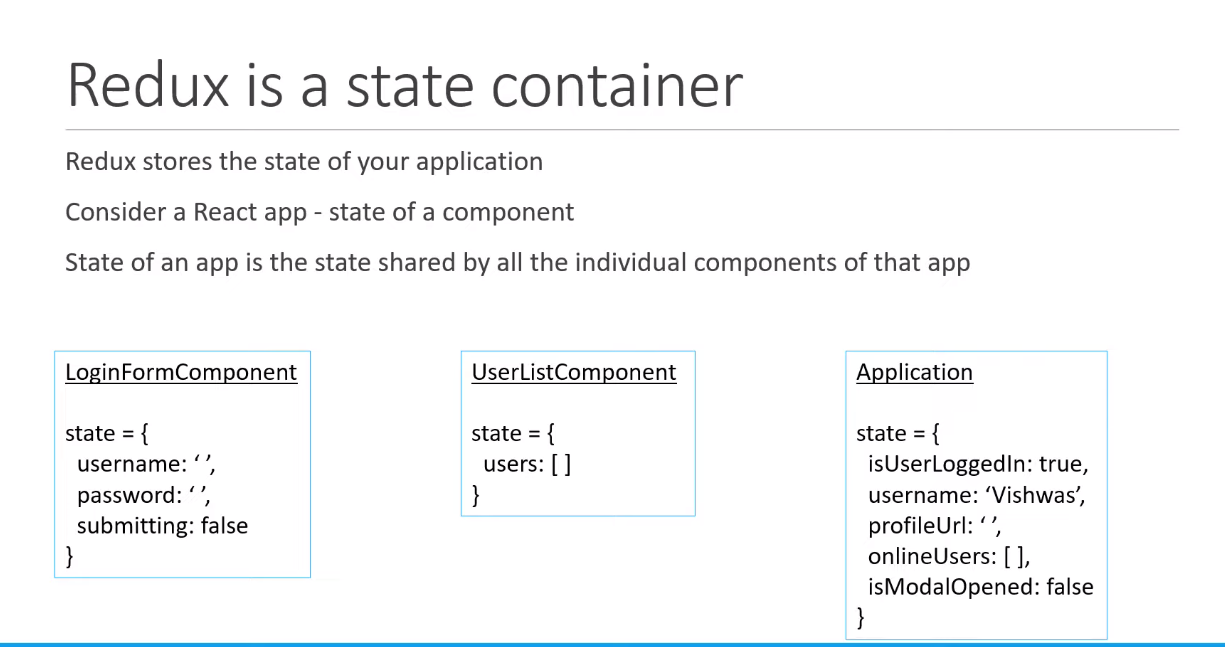 Redux is a state container
Redux stores the state of your application
Consider a React app - state of a component
State of an app is the state shared by all the individual components of that app
LoginFormComponent
state = {
username: ‘ ’,
password: ‘ ’,
submitting: false
}
UserListComponent
state = {
users: [ ]
}
Application
state = {
isUserLoggedIn: true,
username: ‘Vishwas’,
profileUrl: ‘ ’,
onlineUsers: [ ],
isModalOpened: false
}